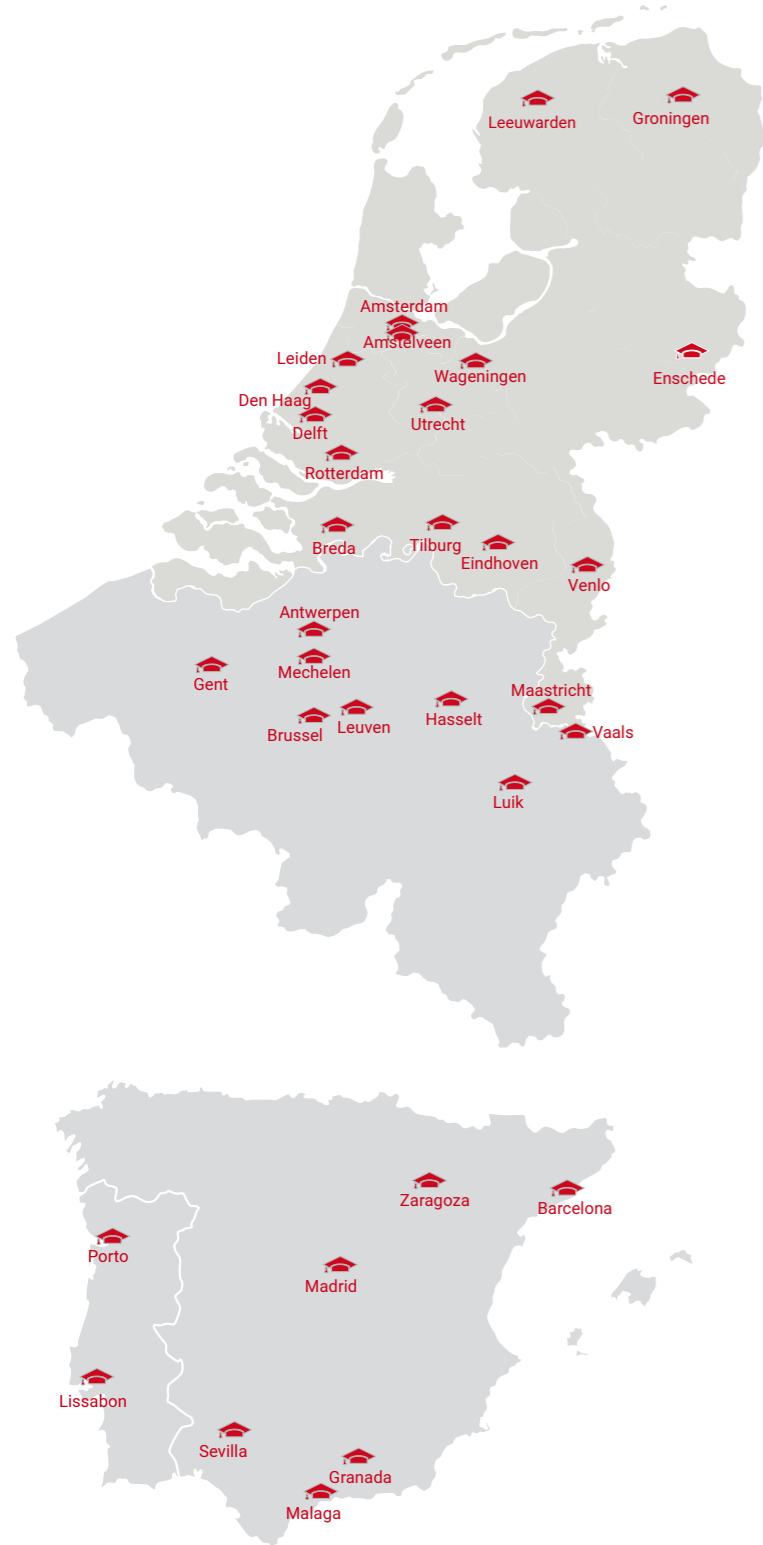 Leeuwarden
Groningen
Amsterdam
Amstelveen
Leiden
Wageningen
Enschede
Den Haag
Utrecht
Delft
Rotterdam
Breda
Tilburg
Eindhoven
Venlo
Antwerpen
Mechelen
Gent
Maastricht
Hasselt
Leuven
Brussel
Vaals
Luik
Zaragoza
Barcelona
Porto
Madrid
Lissabon
Sevilla
Granada
Malaga